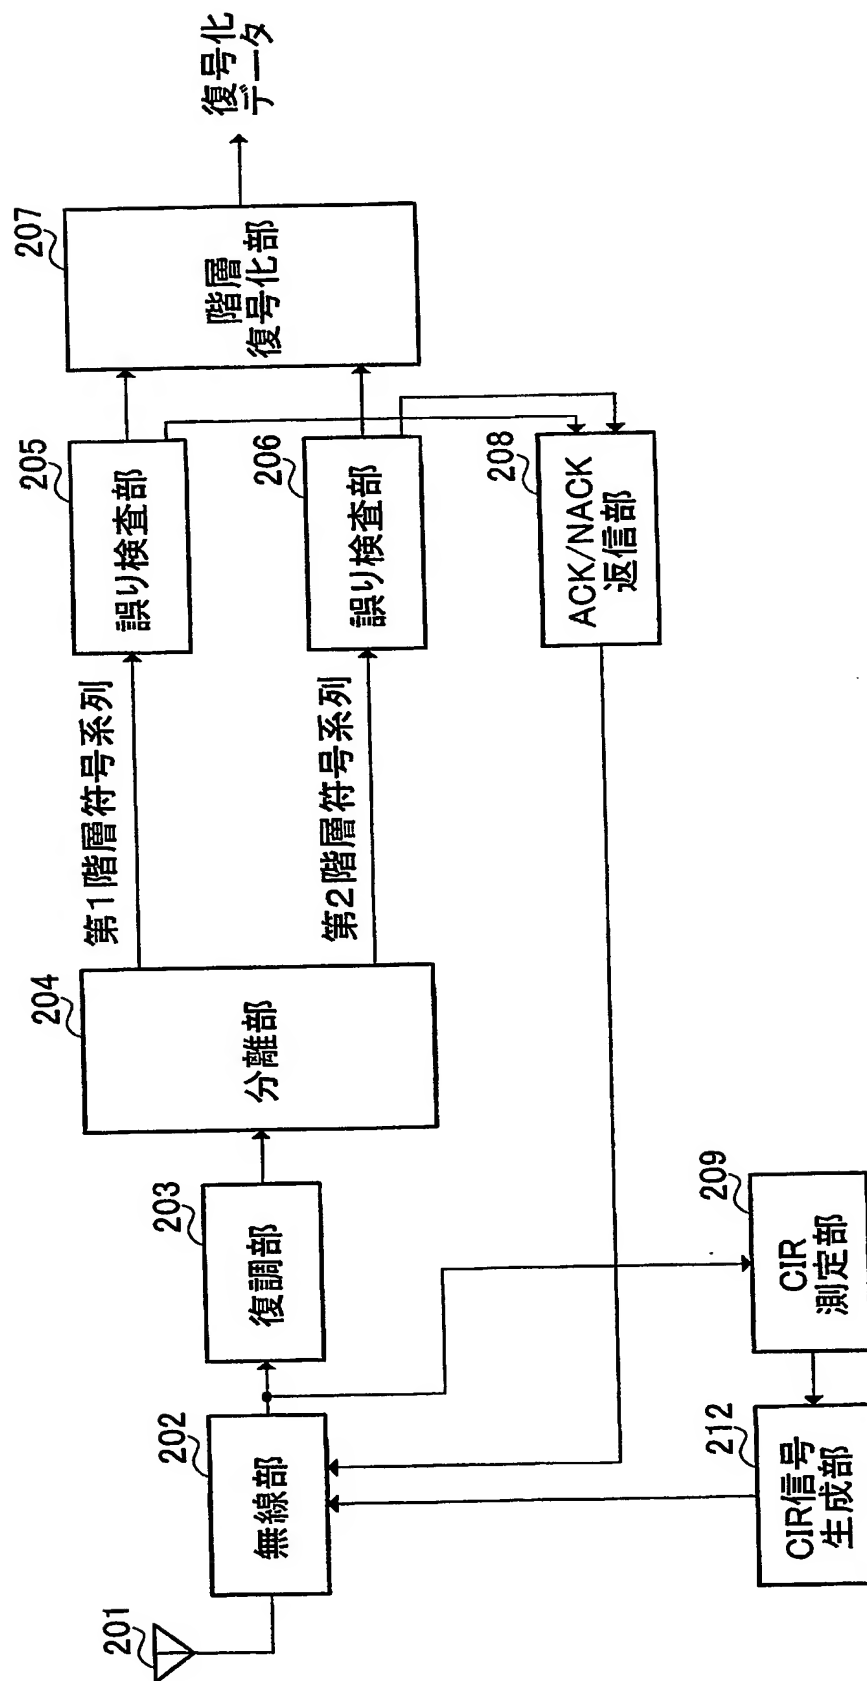 201
202
無線部
203
復調部
204
分離部
第1階層符号系列
第2階層符号系列
205
誤り検査部
206
誤り検査部
207
階層
復号化部
復号化
データ
208
ACK/NACK
返信部
209
CIR
測定部
212
CIR信号
生成部